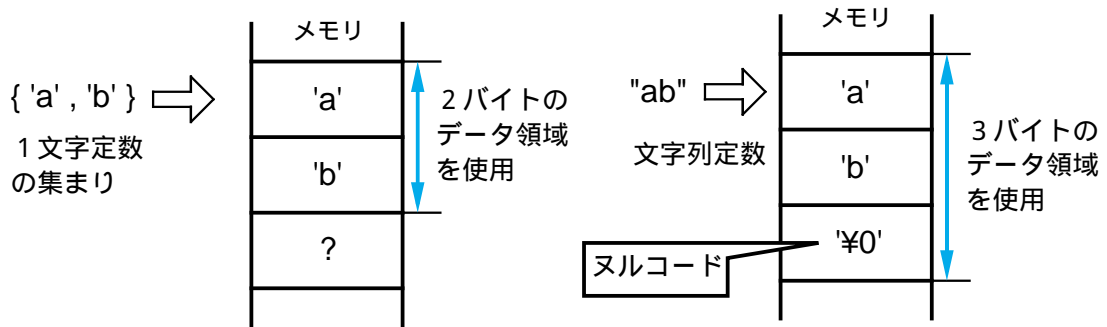 メモリ
{ 'a' , 'b' }
1文字定数
の集まり
'a'
'b'
?
2バイトの
データ領域
を使用
メモリ
"ab"
文字列定数
'a'
'b'
'¥0'
ヌルコード
3バイトの
データ領域
を使用